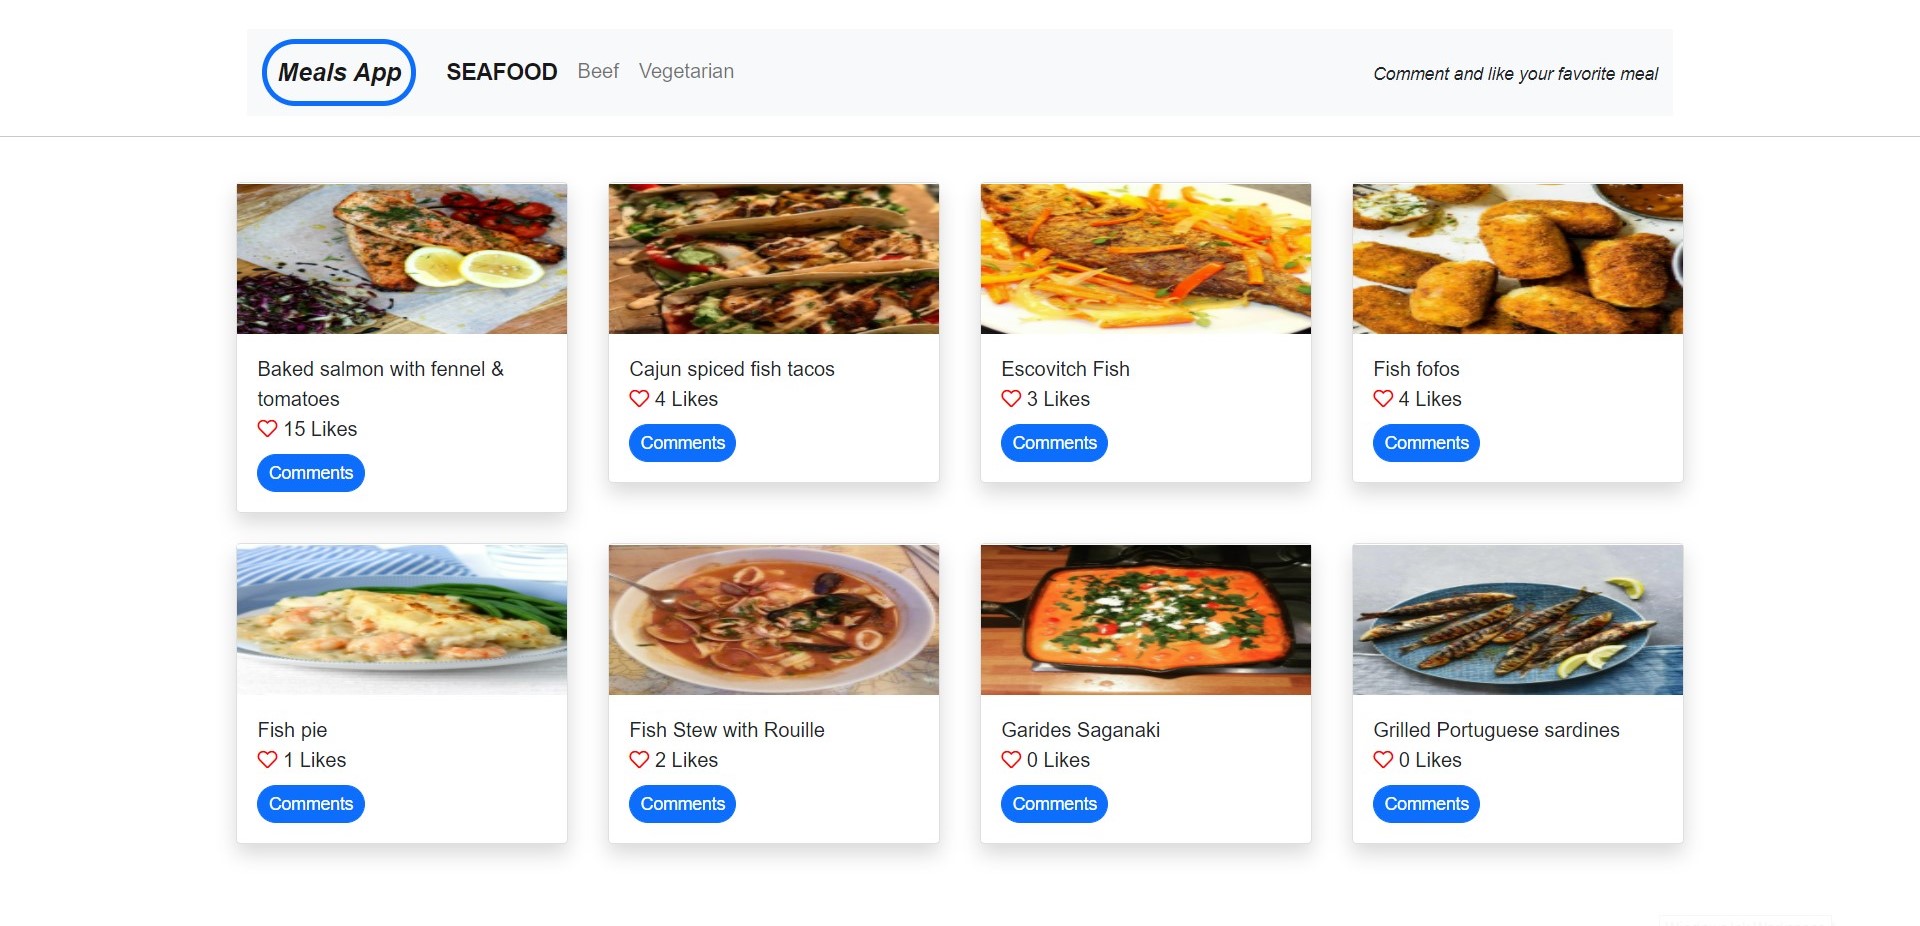 Meals App
SEAFOOD Beef Vegetarian
Comment and like your favorite meal
Baked salmon with fennel &
tomatoes
15 Likes
Comments
Cajun spiced fish tacos
4 Likes
Comments
Escovitch Fish
3 Likes
Comments
Fish fofos
4 Likes
Comments
Fish pie
1 Likes
Comments
Fish Stew with Rouille
2 Likes
Comments
Garides Saganaki
0 Likes
Comments
Grilled Portuguese sardines
0 Likes
Comments